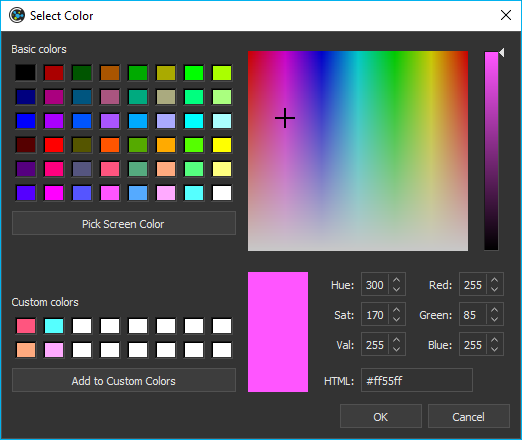 Select Color
Basic colors
Pick Screen Color
Custom colors
Add to Custom Colors
Hue: 300 Red: 255
Sat: 170 Green: 85
Val: 255 Blue: 255
HTML: #ff55ff
OK Cancel